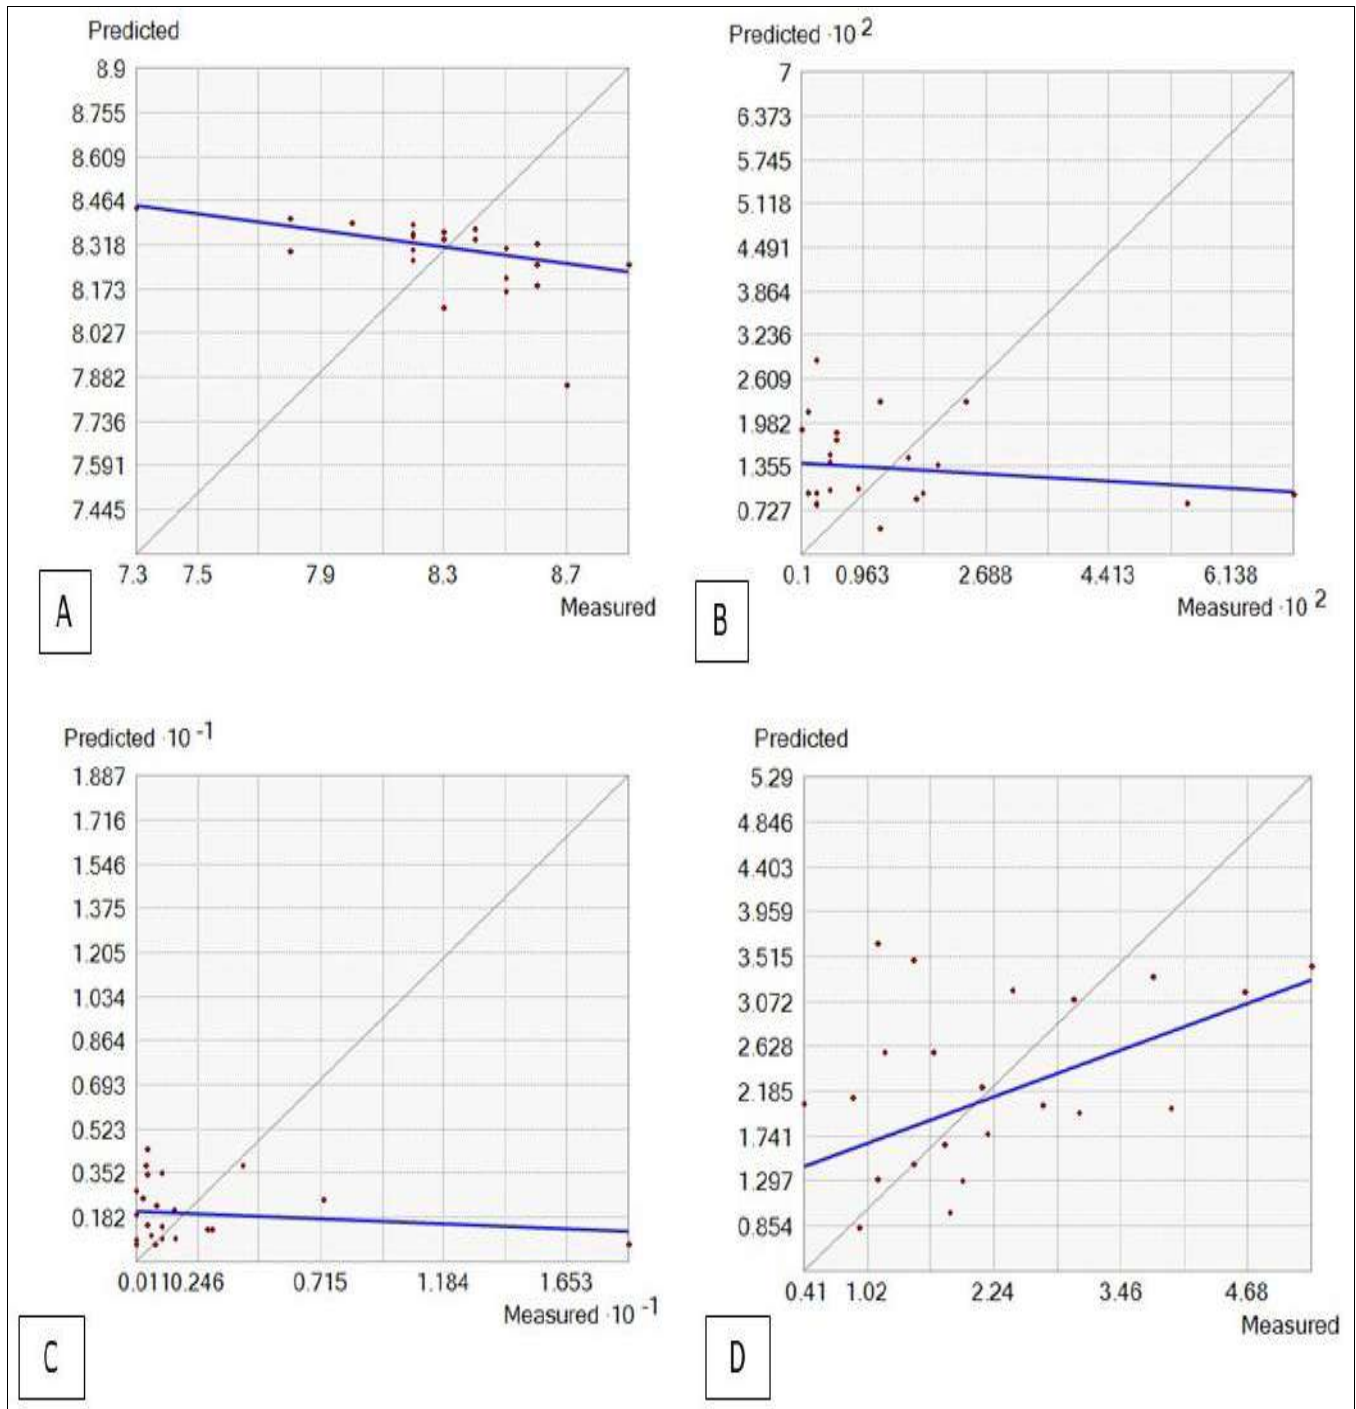 Predicted
8.9
8.755
8.609
8.464
8.318
8.173
8.027
7.882
7.736
7.591
7.445
7.3 7.5 7.9 8.3 8.7
Measured
A
Predicted ·10 2
7
6.373
5.745
5.118
4.491
3.864
3.236
2.609
1.982
1.355
0.727
0.1 0.963 2.688 4.413 6.138
Measured ·10 2
B
Predicted ·10 -1
1.887
1.716
1.546
1.375
1.205
1.034
0.864
0.693
0.523
0.352
0.182
0.0110.246 0.715 1.184 1.653
Measured ·10 -1
C
Predicted
5.29
4.846
4.403
3.959
3.515
3.072
2.628
2.185
1.741
1.297
0.854
0.41 1.02 2.24 3.46 4.68
Measured
D